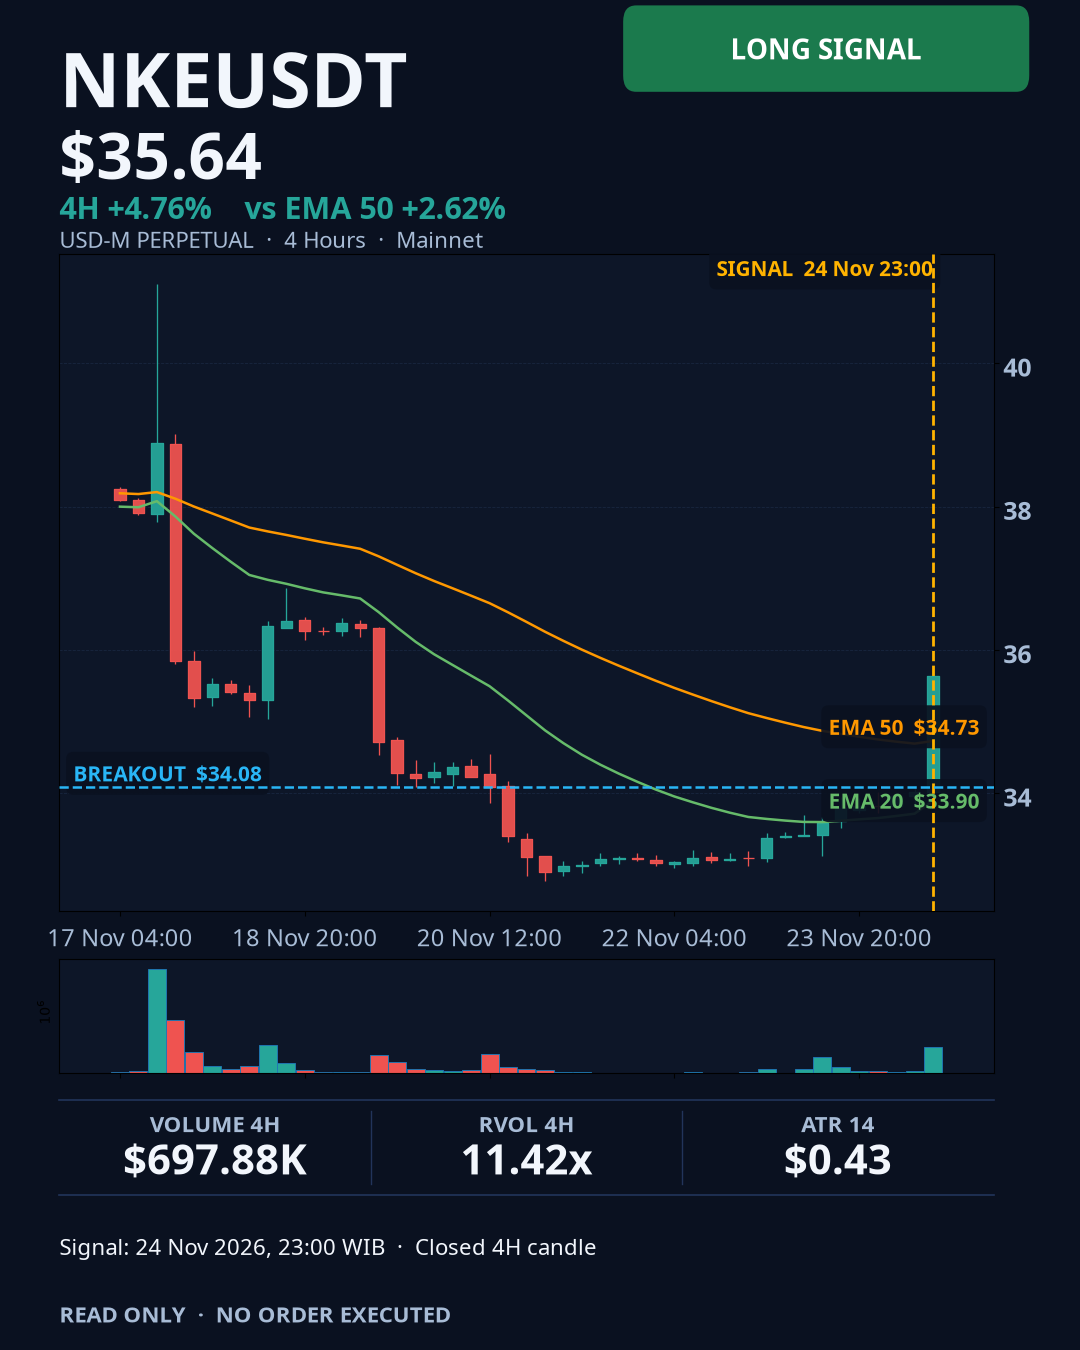 LONG SIGNAL
NKEUSDT
$35.64
4H +4.76% vs EMA 50 +2.62%
USD-M PERPETUAL · 4 Hours · Mainnet
SIGNAL 24 Nov 23:00
40
38
36
EMA 50 $34.73
BREAKOUT $34.08
34
EMA 20 $33.90
17 Nov 04:00 18 Nov 20:00 20 Nov 12:00 22 Nov 04:00 23 Nov 20:00
10⁶
VOLUME 4H RVOL 4H ATR 14
$697.88K 11.42x $0.43
Signal: 24 Nov 2026, 23:00 WIB · Closed 4H candle
READ ONLY · NO ORDER EXECUTED